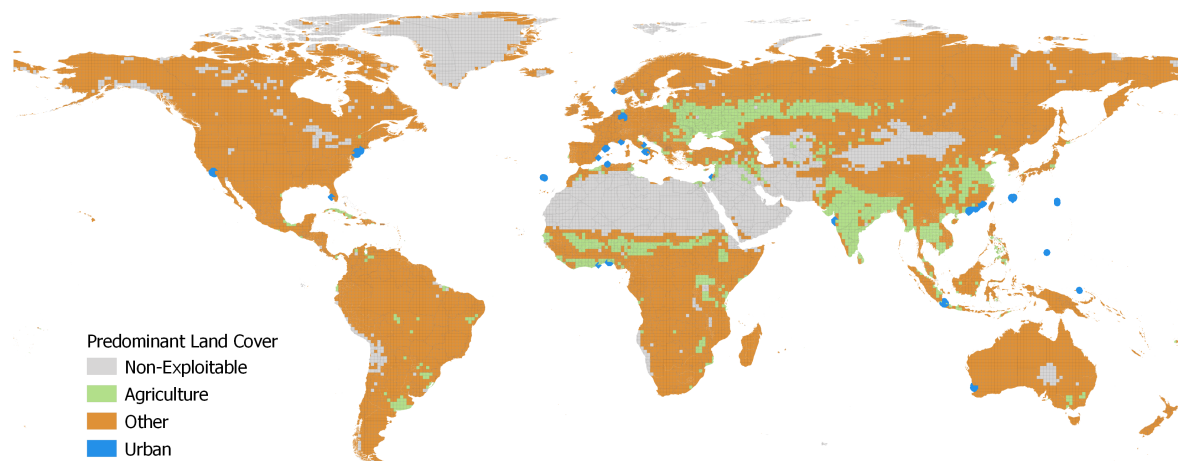 Predominant Land Cover
Non-Exploitable
Agriculture
Other
Urban